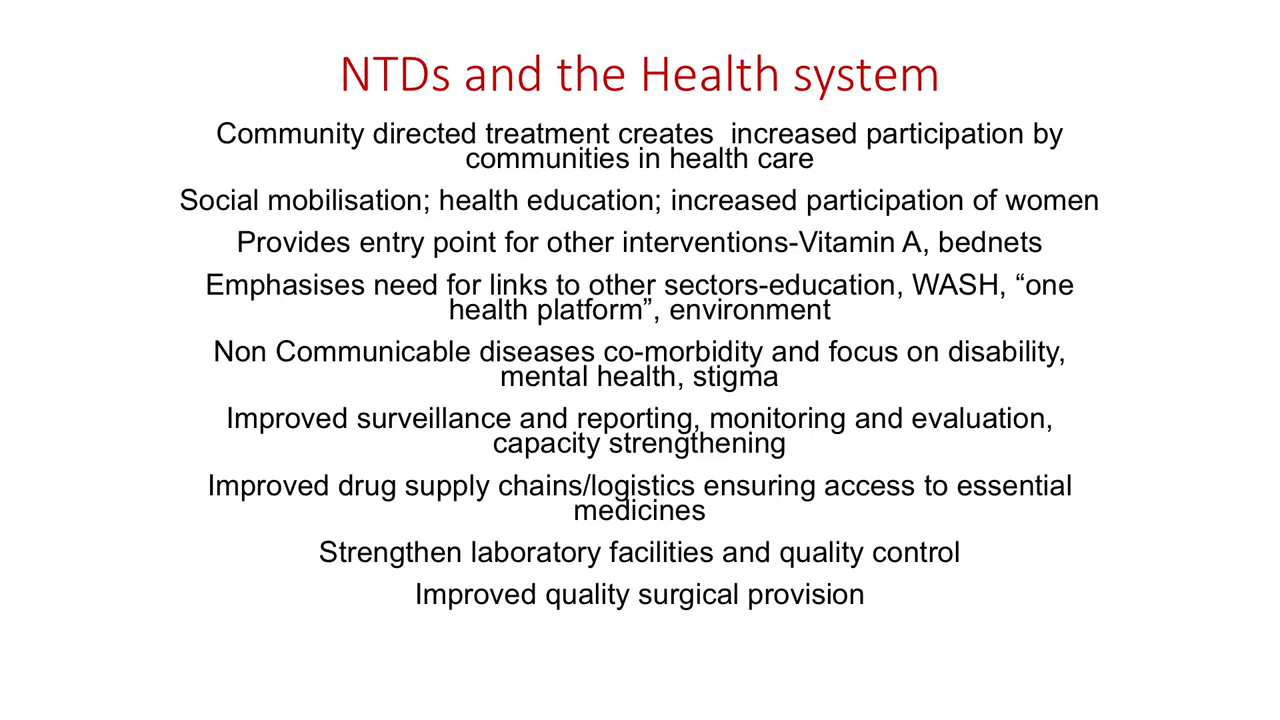 NTDs and the Health system
Community directed treatment creates  increased participation by
communities in health care
Social mobilisation; health education; increased participation of women
Provides entry point for other interventions-Vitamin A, bednets
Emphasises need for links to other sectors-education, WASH, “one
health platform”, environment
Non Communicable diseases co-morbidity and focus on disability,
mental health, stigma
Improved surveillance and reporting, monitoring and evaluation,
capacity strengthening
Improved drug supply chains/logistics ensuring access to essential
medicines
Strengthen laboratory facilities and quality control
Improved quality surgical provision